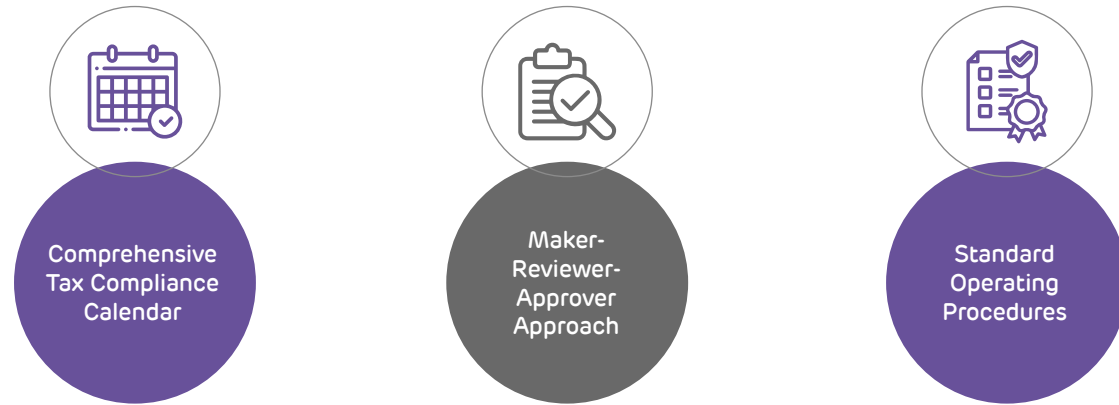 Comprehensive
Tax Compliance
Calendar
Maker-
Reviewer-
Approver
Approach
Standard
Operating
Procedures